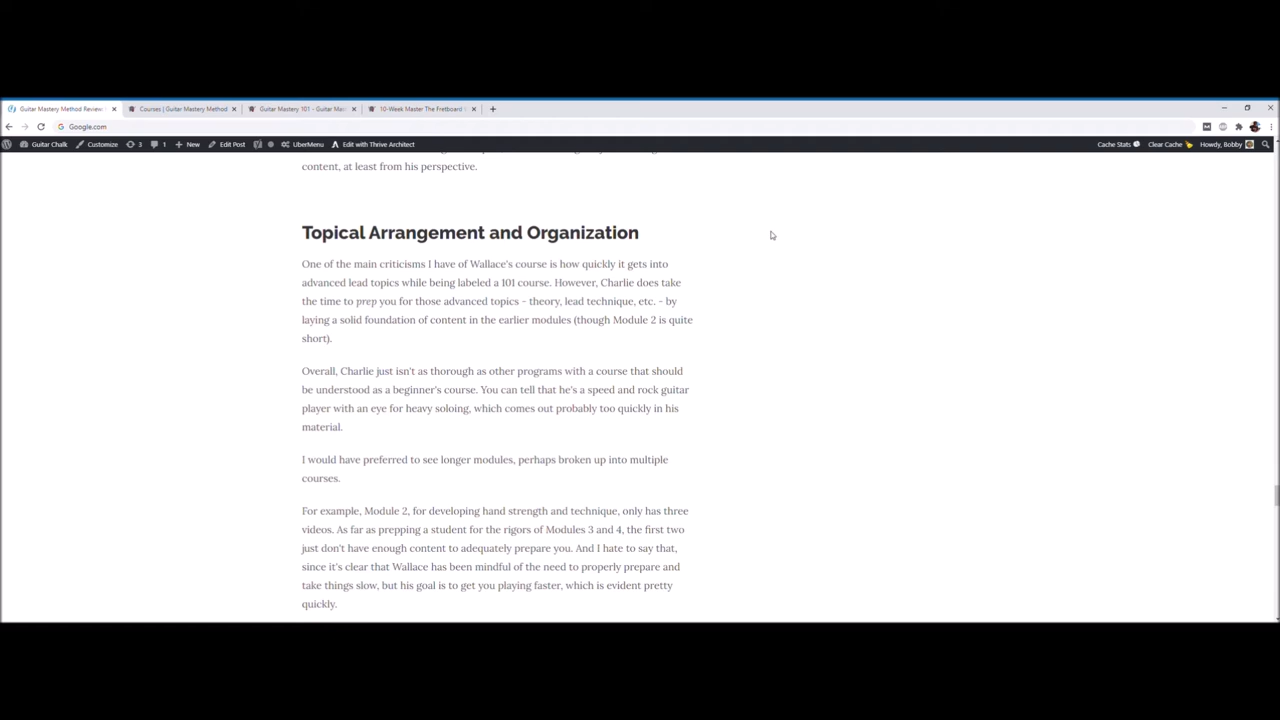 Guitar Mastery Method Review
Courses | Guitar Mastery Method
Guitar Mastery 101 - Guitar Mas
10-Week Master The Fretboard
Google.com
Guitar Chalk
Customize
3
1
New
Edit Post
UberMenu
Edit with Thrive Architect
Cache Stats
Clear Cache
Howdy, Bobby
content, at least from his perspective.
Topical Arrangement and Organization
One of the main criticisms I have of Wallace's course is how quickly it gets into
advanced lead topics while being labeled a 101 course. However, Charlie does take
the time to prep you for those advanced topics - theory, lead technique, etc. - by
laying a solid foundation of content in the earlier modules (though Module 2 is quite
short).
Overall, Charlie just isn't as thorough as other programs with a course that should
be understood as a beginner's course. You can tell that he's a speed and rock guitar
player with an eye for heavy soloing, which comes out probably too quickly in his
material.
I would have preferred to see longer modules, perhaps broken up into multiple
courses.
For example, Module 2, for developing hand strength and technique, only has three
videos. As far as prepping a student for the rigors of Modules 3 and 4, the first two
just don't have enough content to adequately prepare you. And I hate to say that,
since it's clear that Wallace has been mindful of the need to properly prepare and
take things slow, but his goal is to get you playing faster, which is evident pretty
quickly.